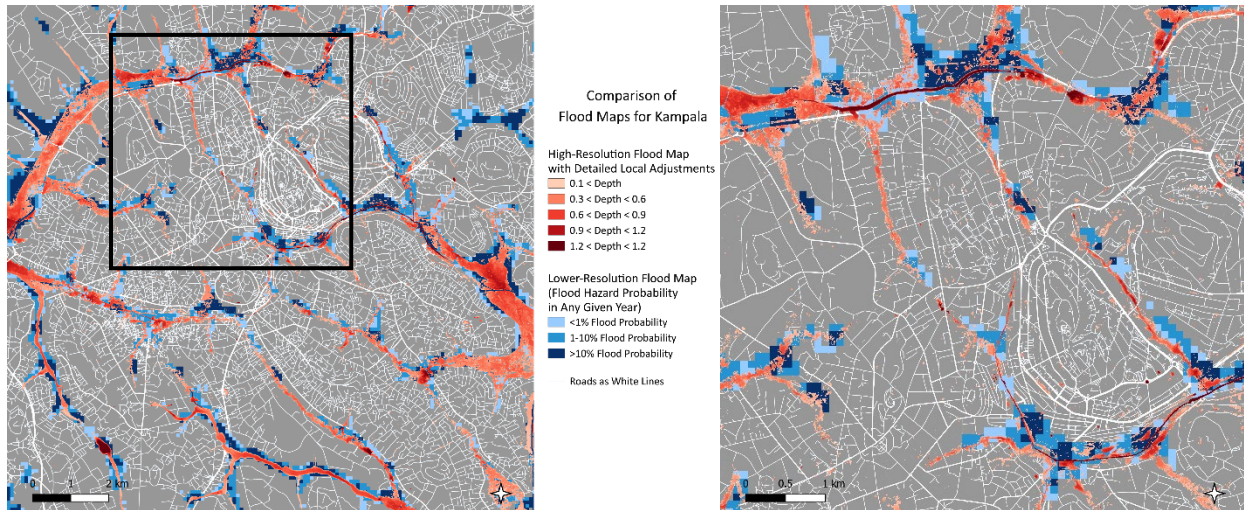 Comparison of
Flood Maps for Kampala
High-Resolution Flood Map
with Detailed Local Adjustments
0.1 < Depth
0.3 < Depth < 0.6
0.6 < Depth < 0.9
0.9 < Depth < 1.2
1.2 < Depth < 1.2
Lower-Resolution Flood Map
(Flood Hazard Probability
in Any Given Year)
<1% Flood Probability
1-10% Flood Probability
>10% Flood Probability
Roads as White Lines
0 1 2 km
0 0.5 1 km